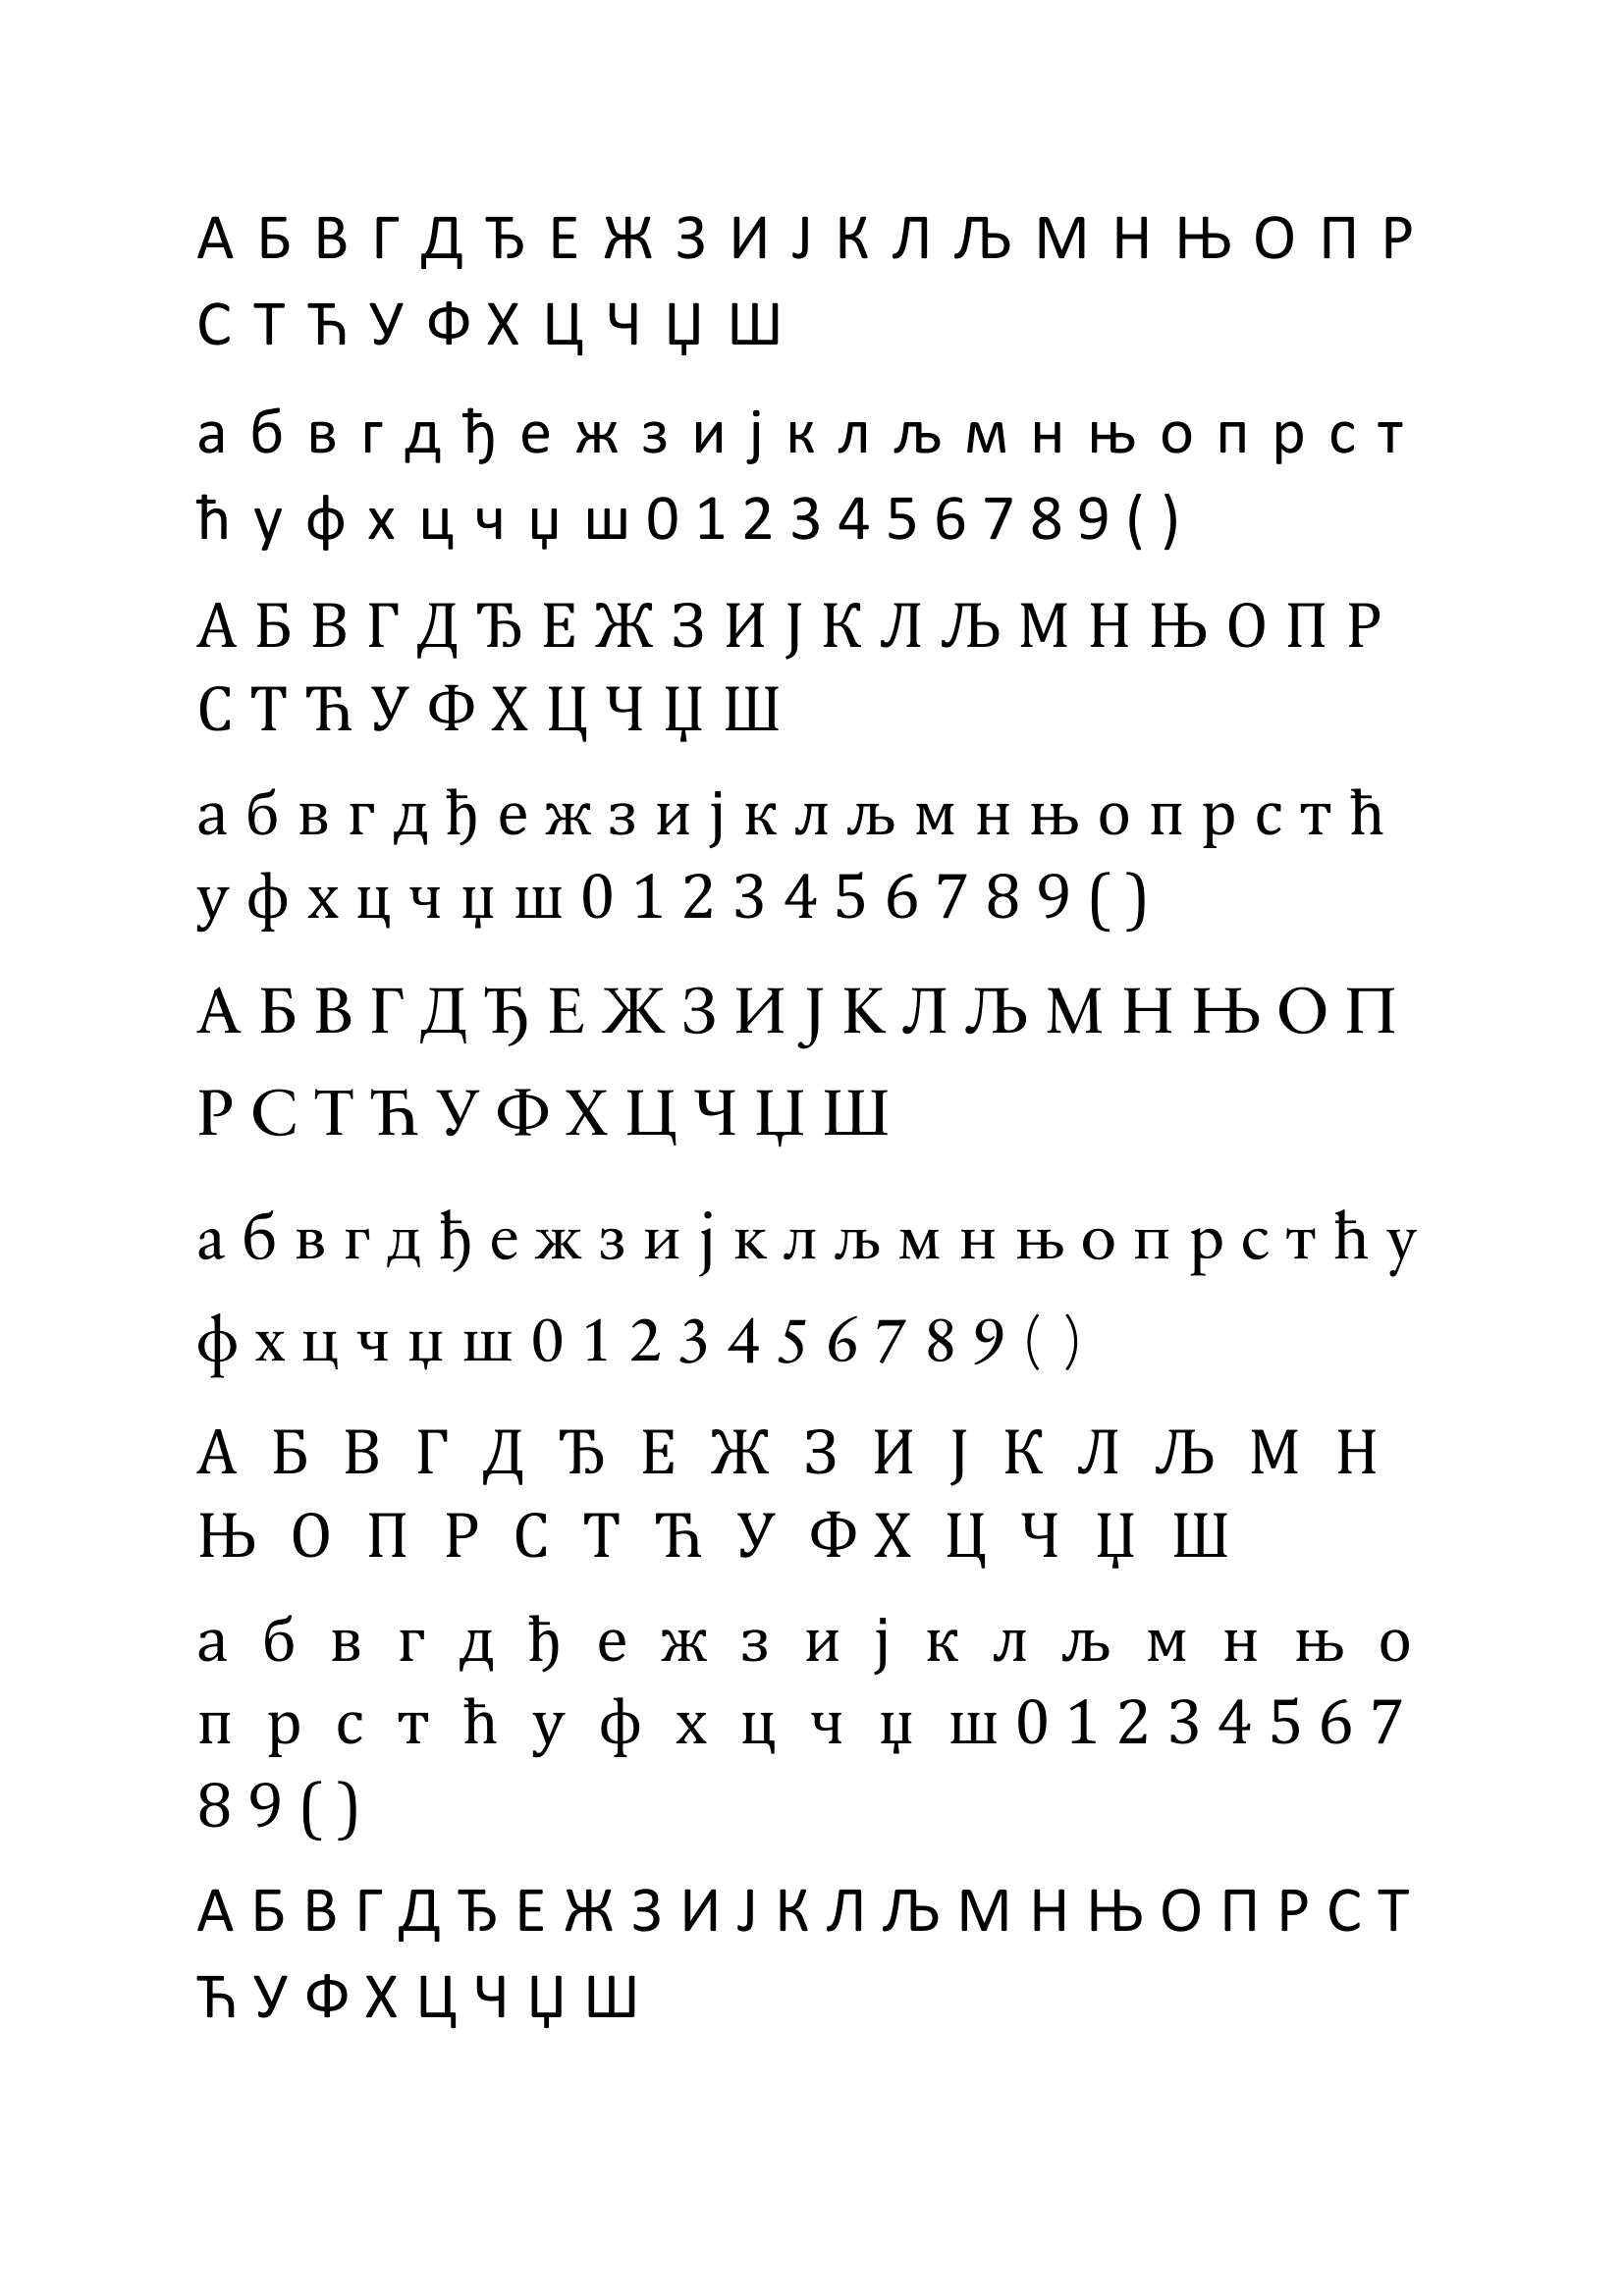 А Б В Г Д Ђ Е Ж З И Ј К Л Љ М Н Њ О П Р
С Т Ћ У Ф Х Ц Ч Џ Ш
а б в г д ђ е ж з и ј к л љ м н њ о п р с т
ћ у ф х ц ч џ ш 0 1 2 3 4 5 6 7 8 9 ( )
А Б В Г Д Ђ Е Ж З И Ј К Л Љ М Н Њ О П Р
С Т Ћ У Ф Х Ц Ч Џ Ш
а б в г д ђ е ж з и ј к л љ м н њ о п р с т ћ
у ф х ц ч џ ш 0 1 2 3 4 5 6 7 8 9 ( )
А Б В Г Д Ђ Е Ж З И Ј К Л Љ М Н Њ О П
Р С Т Ћ У Ф Х Ц Ч Џ Ш
а б в г д ђ е ж з и ј к л љ м н њ о п р с т ћ у
ф х ц ч џ ш 0 1 2 3 4 5 6 7 8 9 ( )
А Б В Г Д Ђ Е Ж З И Ј К Л Љ М Н
Њ О П Р С Т Ћ У Ф Х Ц Ч Џ Ш
а б в г д ђ е ж з и ј к л љ м н њ о
п р с т ћ у ф х ц ч џ ш 0 1 2 3 4 5 6 7
8 9 ( )
А Б В Г Д Ђ Е Ж З И Ј К Л Љ М Н Њ О П Р С Т
Ћ У Ф Х Ц Ч Џ Ш